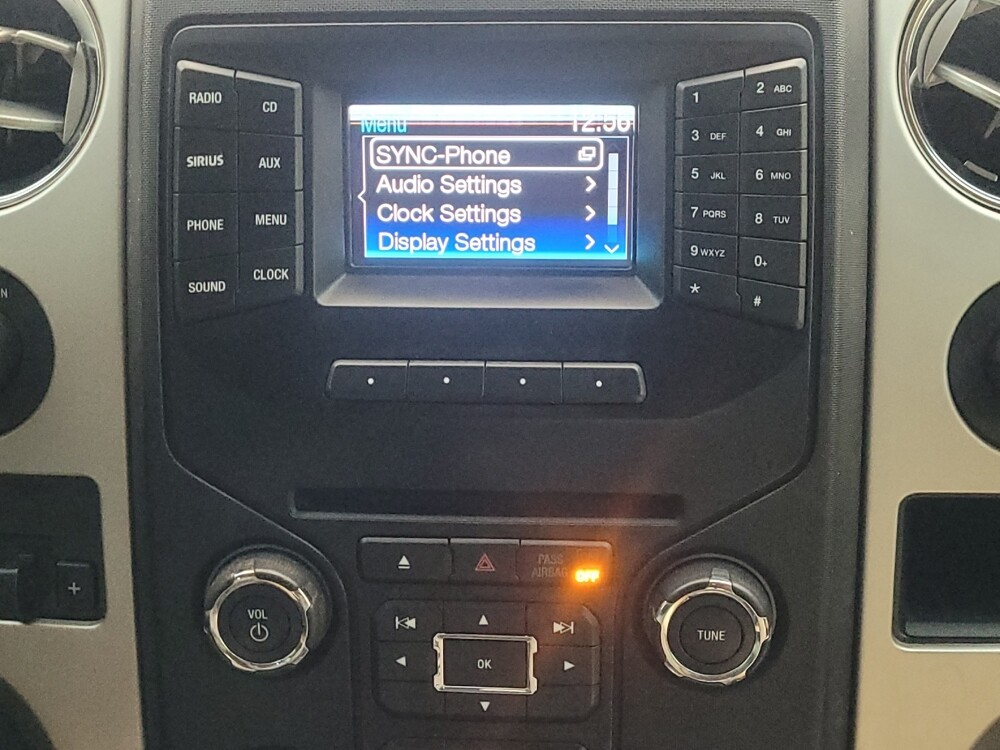 RADIO
CD
SIRIUS
AUX
PHONE
MENU
SOUND
CLOCK
Menu 12:56
SYNC-Phone
Audio Settings
Clock Settings
Display Settings
1
2 ABC
3 DEF
4 GHI
5 JKL
6 MNO
7 PQRS
8 TUV
9 WXYZ
0+
*
#
N
PASS
AIRBAG OFF
VOL
OK
TUNE
+